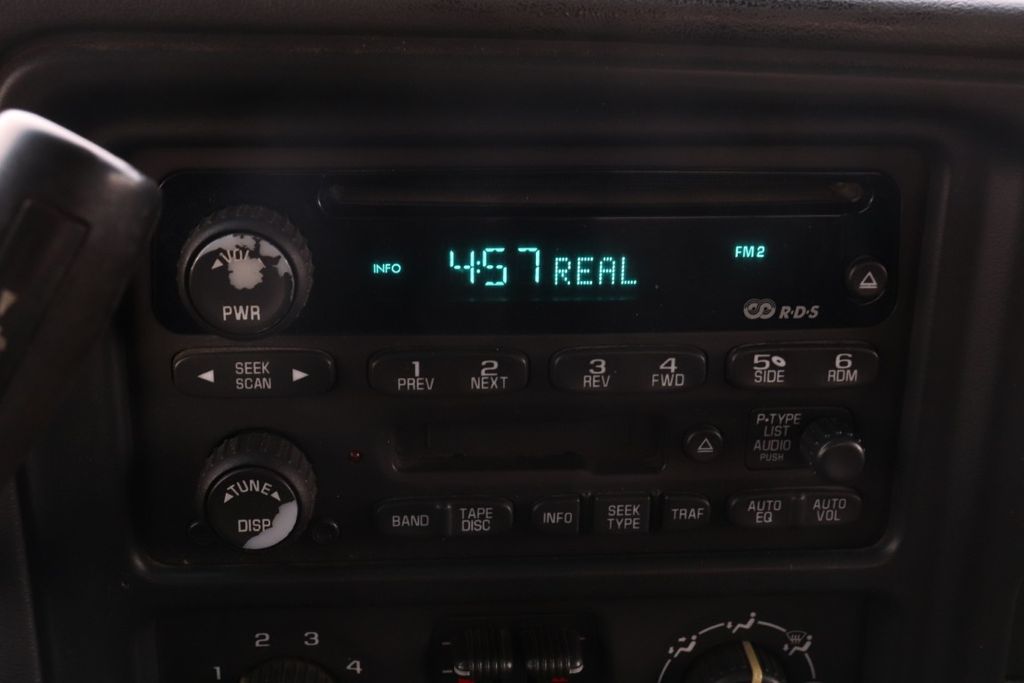 VOL
PWR
INFO
4:57 REAL
FM2
R·D·S
SEEK
SCAN
1
PREV
2
NEXT
3
REV
4
FWD
5
SIDE
6
RDM
P·TYPE
LIST
AUDIO
PUSH
TUNE
DISP
BAND
TAPE
DISC
INFO
SEEK
TYPE
TRAF
AUTO
EQ
AUTO
VOL
1 2 3 4